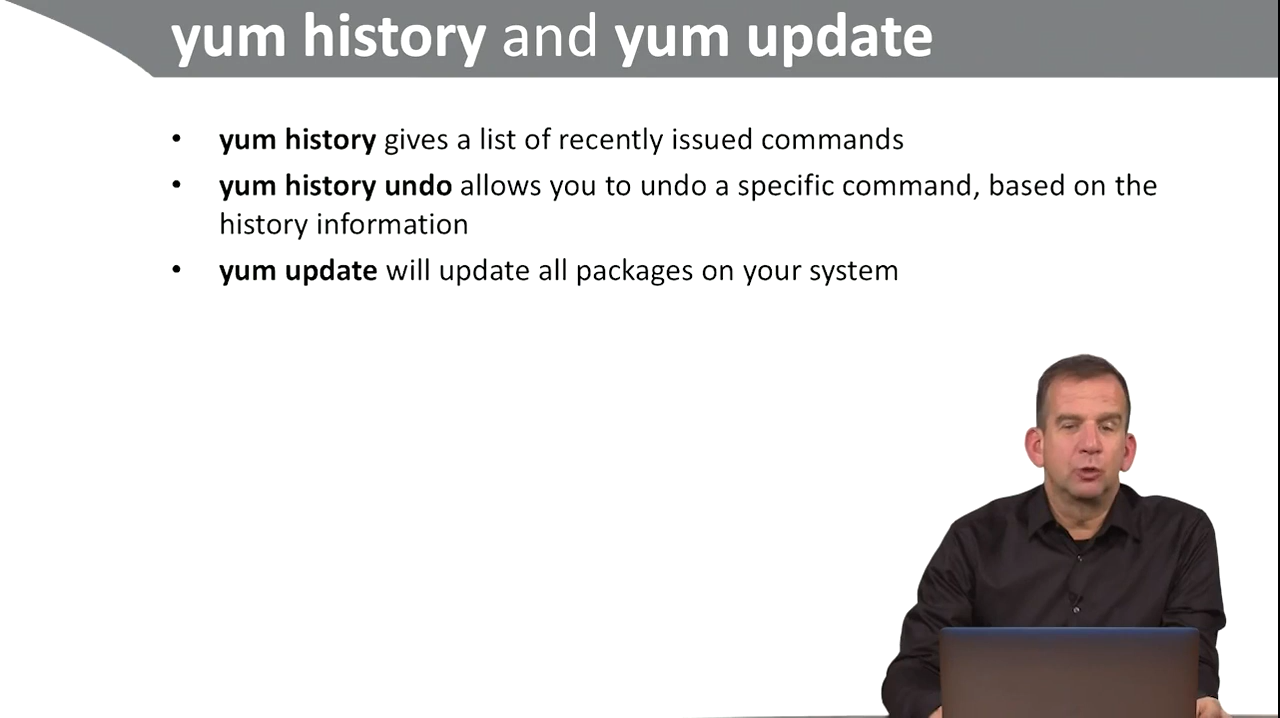 yum history and yum update
• yum history gives a list of recently issued commands
• yum history undo allows you to undo a specific command, based on the
history information
• yum update will update all packages on your system